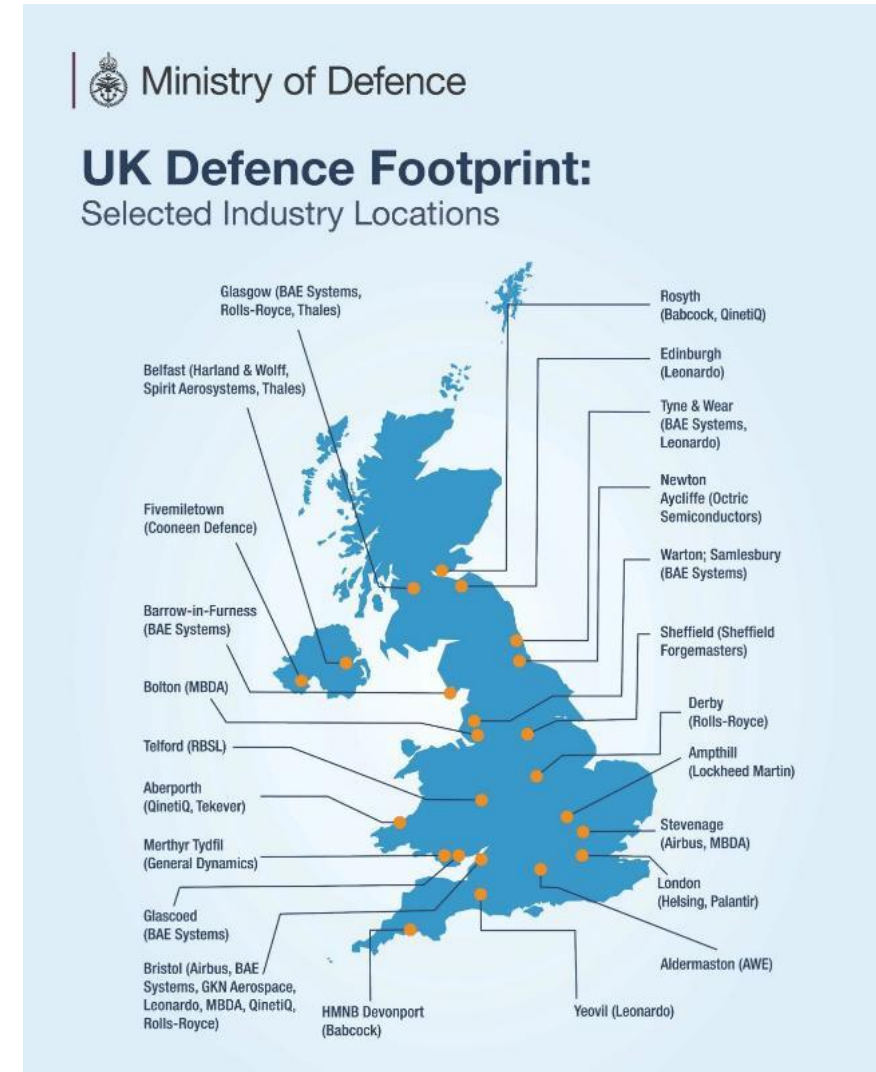 Ministry of Defence
UK Defence Footprint:
Selected Industry Locations
Glasgow (BAE Systems,
Rolls-Royce, Thales)
Belfast (Harland & Wolff,
Spirit Aerosystems, Thales)
Fivemiletown
(Cooneen Defence)
Barrow-in-Furness
(BAE Systems)
Bolton (MBDA)
Telford (RBSL)
Aberporth
(QinetiQ, Tekever)
Merthyr Tydfil
(General Dynamics)
Glascoed
(BAE Systems)
Bristol (Airbus, BAE
Systems, GKN Aerospace,
Leonardo, MBDA, QinetiQ,
Rolls-Royce)
HMNB Devonport
(Babcock)
Yeovil (Leonardo)
Rosyth
(Babcock, QinetiQ)
Edinburgh
(Leonardo)
Tyne & Wear
(BAE Systems,
Leonardo)
Newton
Aycliffe (Octric
Semiconductors)
Warton; Samlesbury
(BAE Systems)
Sheffield (Sheffield
Forgemasters)
Derby
(Rolls-Royce)
Ampthill
(Lockheed Martin)
Stevenage
(Airbus, MBDA)
London
(Helsing, Palantir)
Aldermaston (AWE)